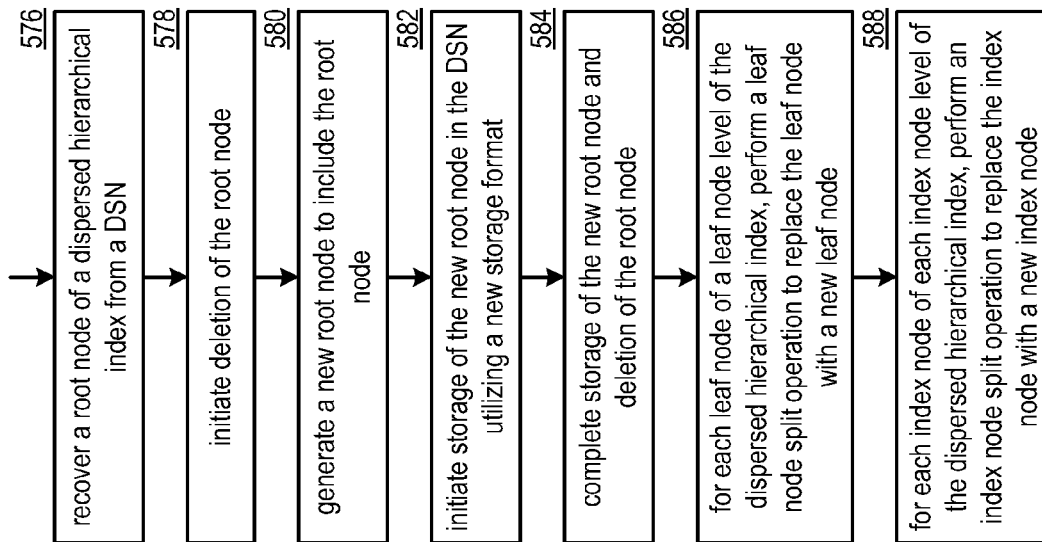 576
recover a root node of a dispersed hierarchical
index from a DSN
578
initiate deletion of the root node
580
generate a new root node to include the root
node
582
initiate storage of the new root node in the DSN
utilizing a new storage format
584
complete storage of the new root node and
deletion of the root node
586
for each leaf node of a leaf node level of the
dispersed hierarchical index, perform a leaf
node split operation to replace the leaf node
with a new leaf node
588
for each index node of each index node level of
the dispersed hierarchical index, perform an
index node split operation to replace the index
node with a new index node